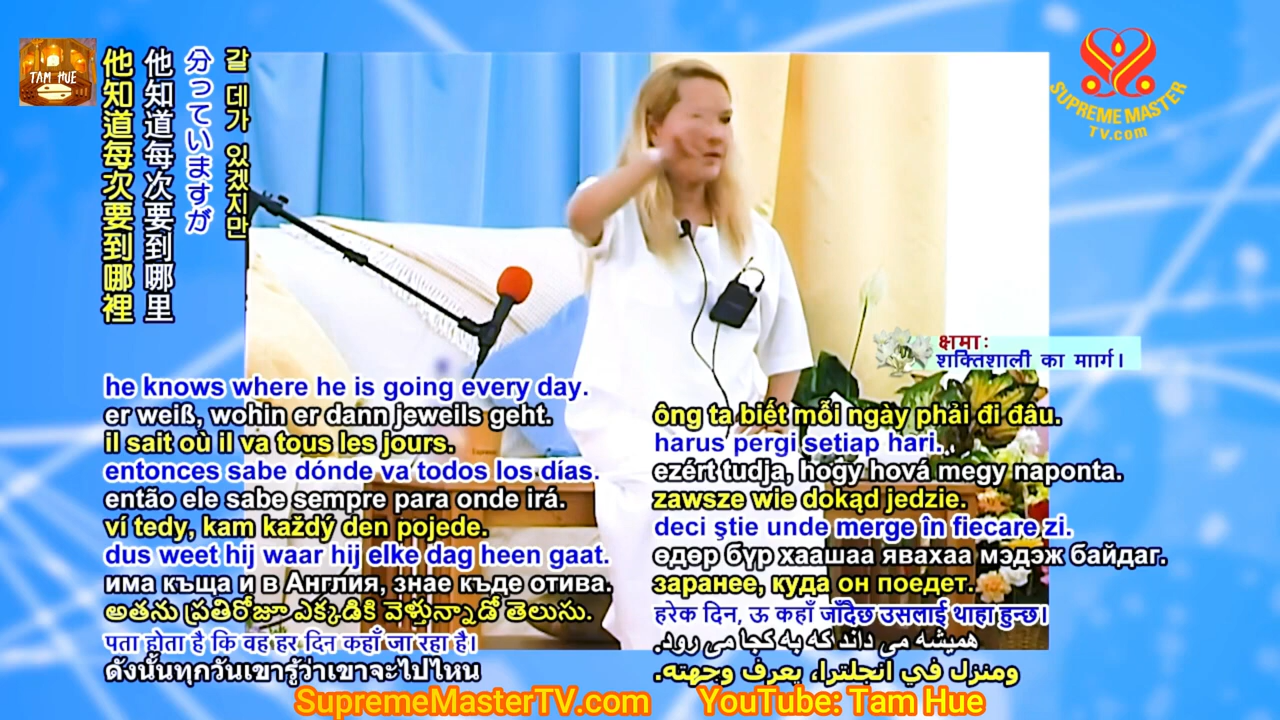 TAM HUE
他知道每次要到哪裡
他知道每次要到哪里
分っていますが
갈 데가 있겠지만
SUPREME MASTER
TV.com
क्षमा:
शक्तिशाली का मार्ग।
he knows where he is going every day.
er weiß, wohin er dann jeweils geht.
il sait où il va tous les jours.
entonces sabe dónde va todos los días.
então ele sabe sempre para onde irá.
ví tedy, kam každý den pojede.
dus weet hij waar hij elke dag heen gaat.
има къща и в Англия, знае къде отива.
అతను ప్రతిరోజూ ఎక్కడికి వెళ్తున్నాడో తెలుసు.
पता होता है कि वह हर दिन कहाँ जा रहा है।
ดังนั้นทุกวันเขารู้ว่าเขาจะไปไหน
ông ta biết mỗi ngày phải đi đâu.
harus pergi setiap hari.
ezért tudja, hogy hová megy naponta.
zawsze wie dokąd jedzie.
deci ştie unde merge în fiecare zi.
өдөр бүр хаашаа явахаа мэдэж байдаг.
заранее, куда он поедет.
हरेक दिन, ऊ कहाँ जाँदैछ उसलाई थाहा हुन्छ।
همیشه می داند که به کجا می رود.
ومنزل في انجلترا، يعرف وجهته.
SupremeMasterTV.com YouTube: Tam Hue